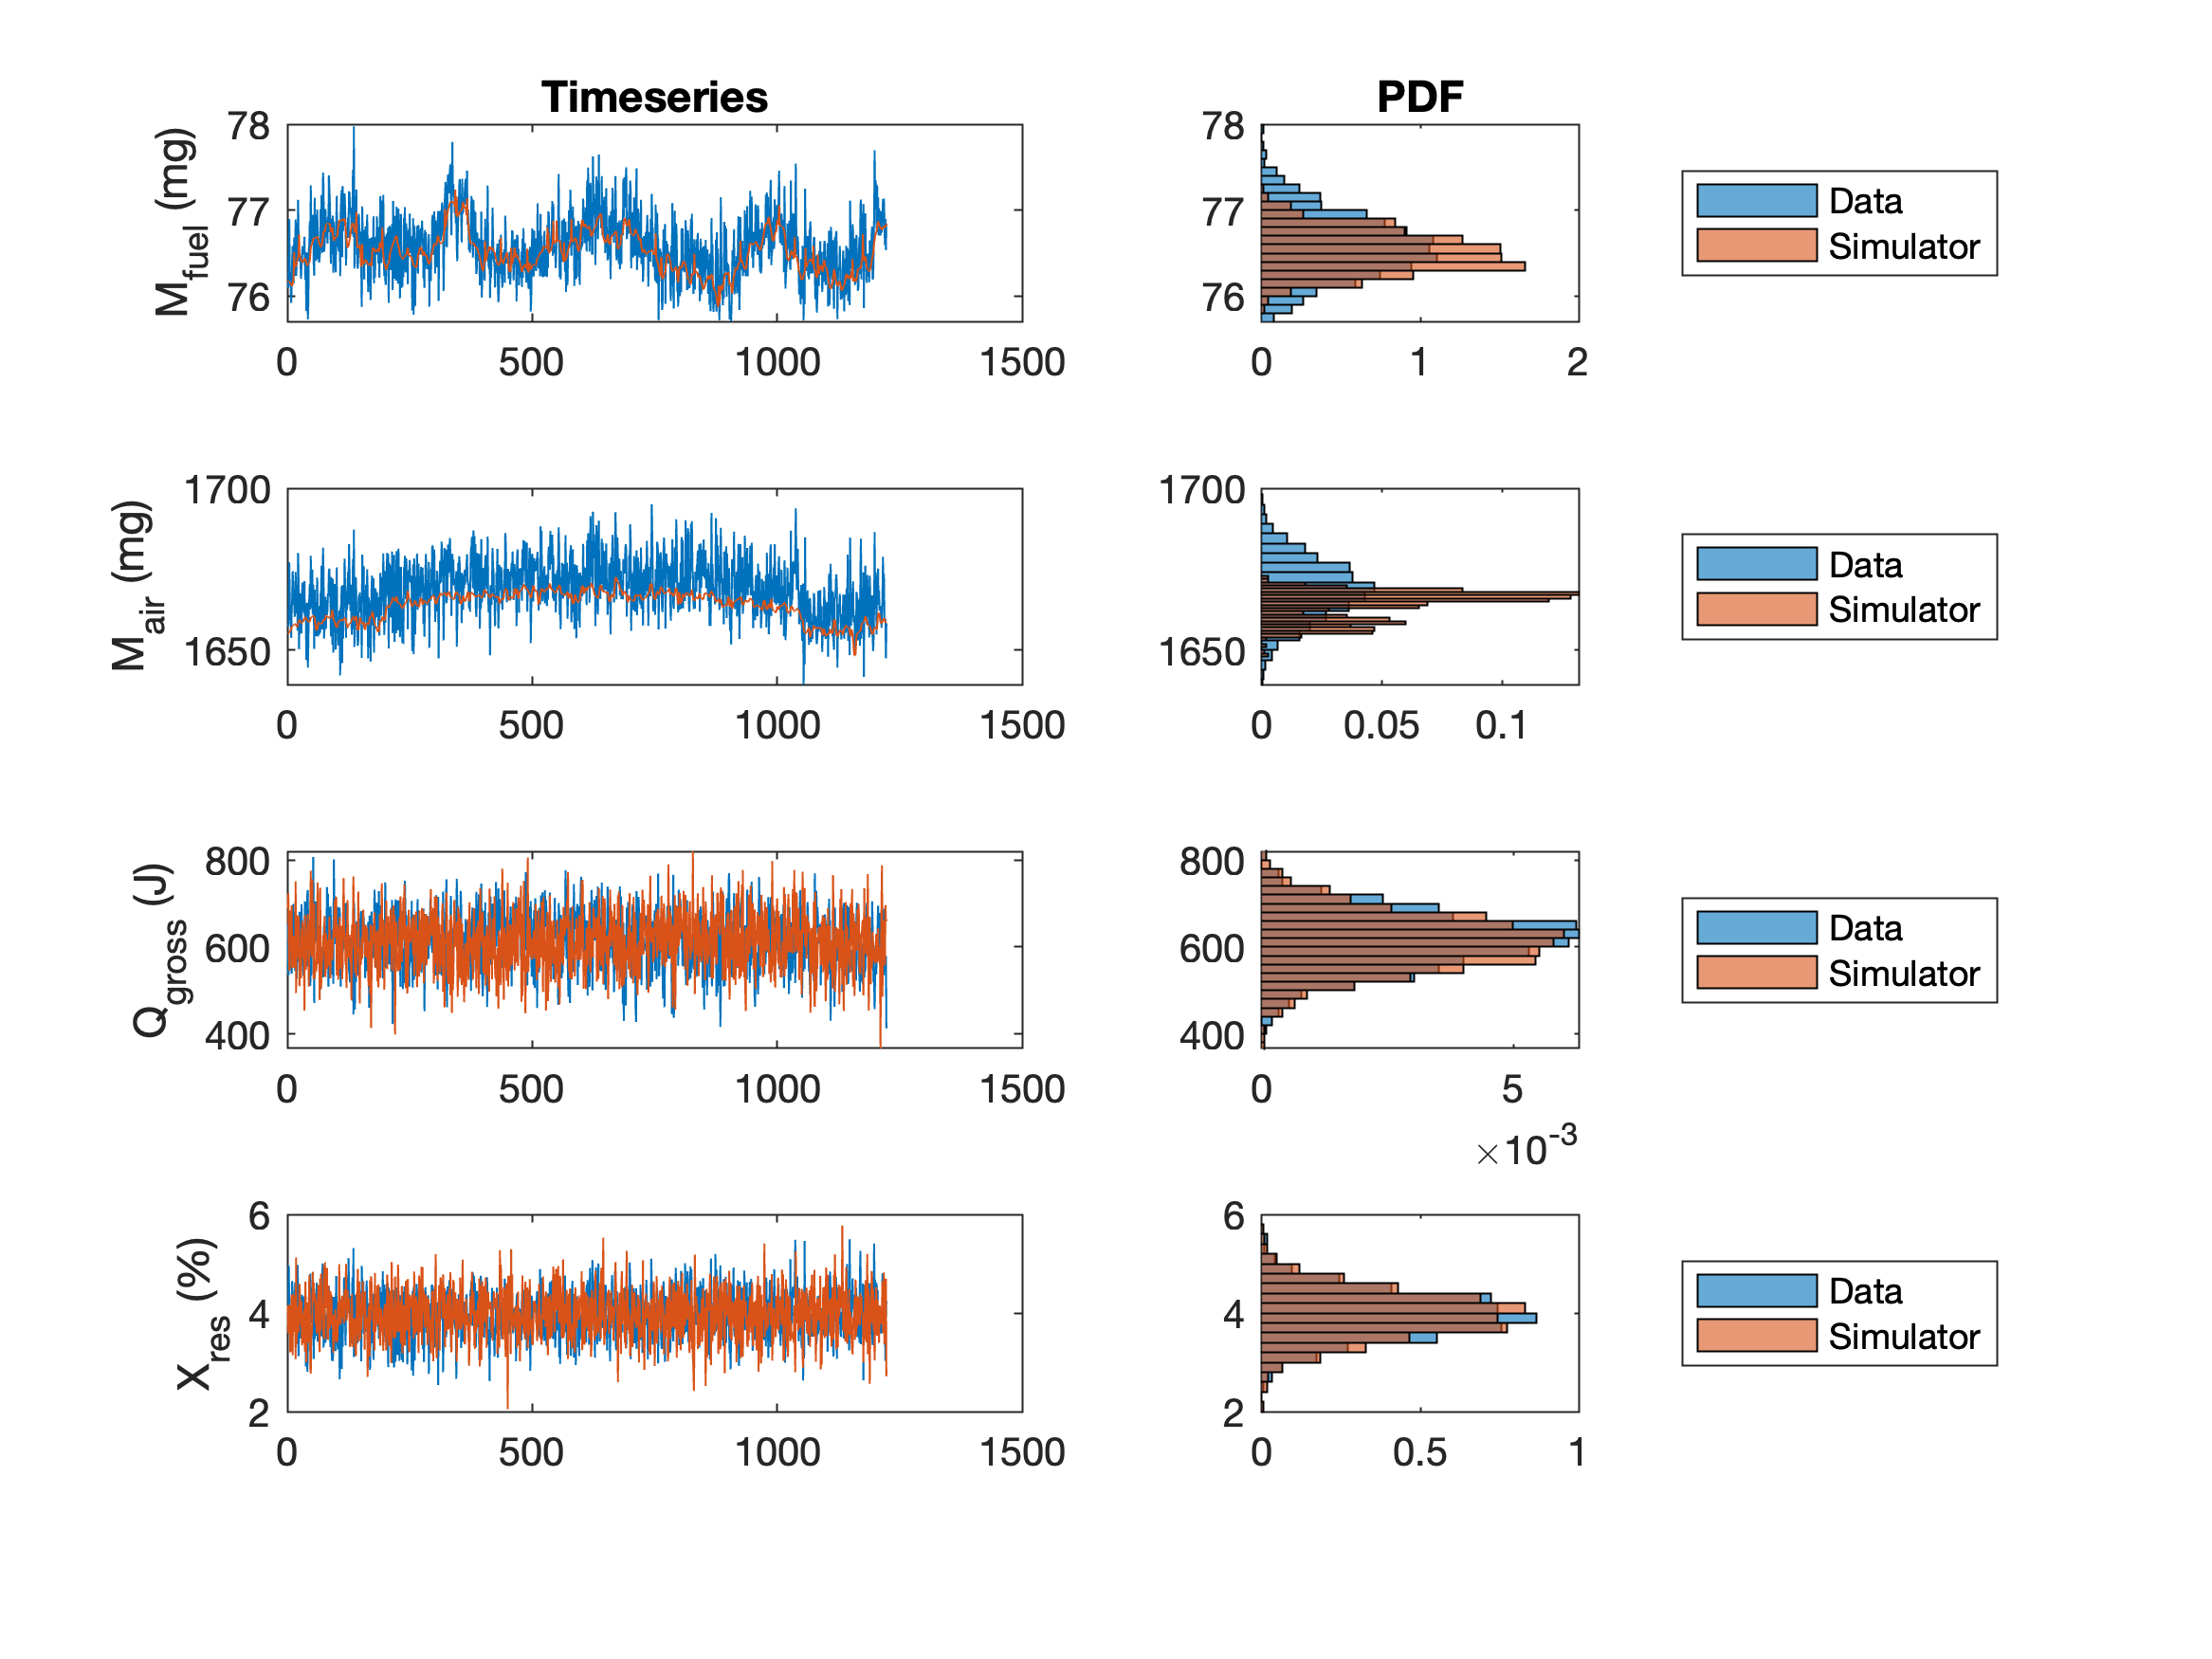 Timeseries
PDF
M_fuel (mg)
78
77
76
0 500 1000 1500
78
77
76
0 1 2
Data
Simulator
M_air (mg)
1700
1650
0 500 1000 1500
1700
1650
0 0.05 0.1
Data
Simulator
Q_gross (J)
800
600
400
0 500 1000 1500
800
600
400
0 5
×10^-3
Data
Simulator
X_res (%)
6
4
2
0 500 1000 1500
6
4
2
0 0.5 1
Data
Simulator